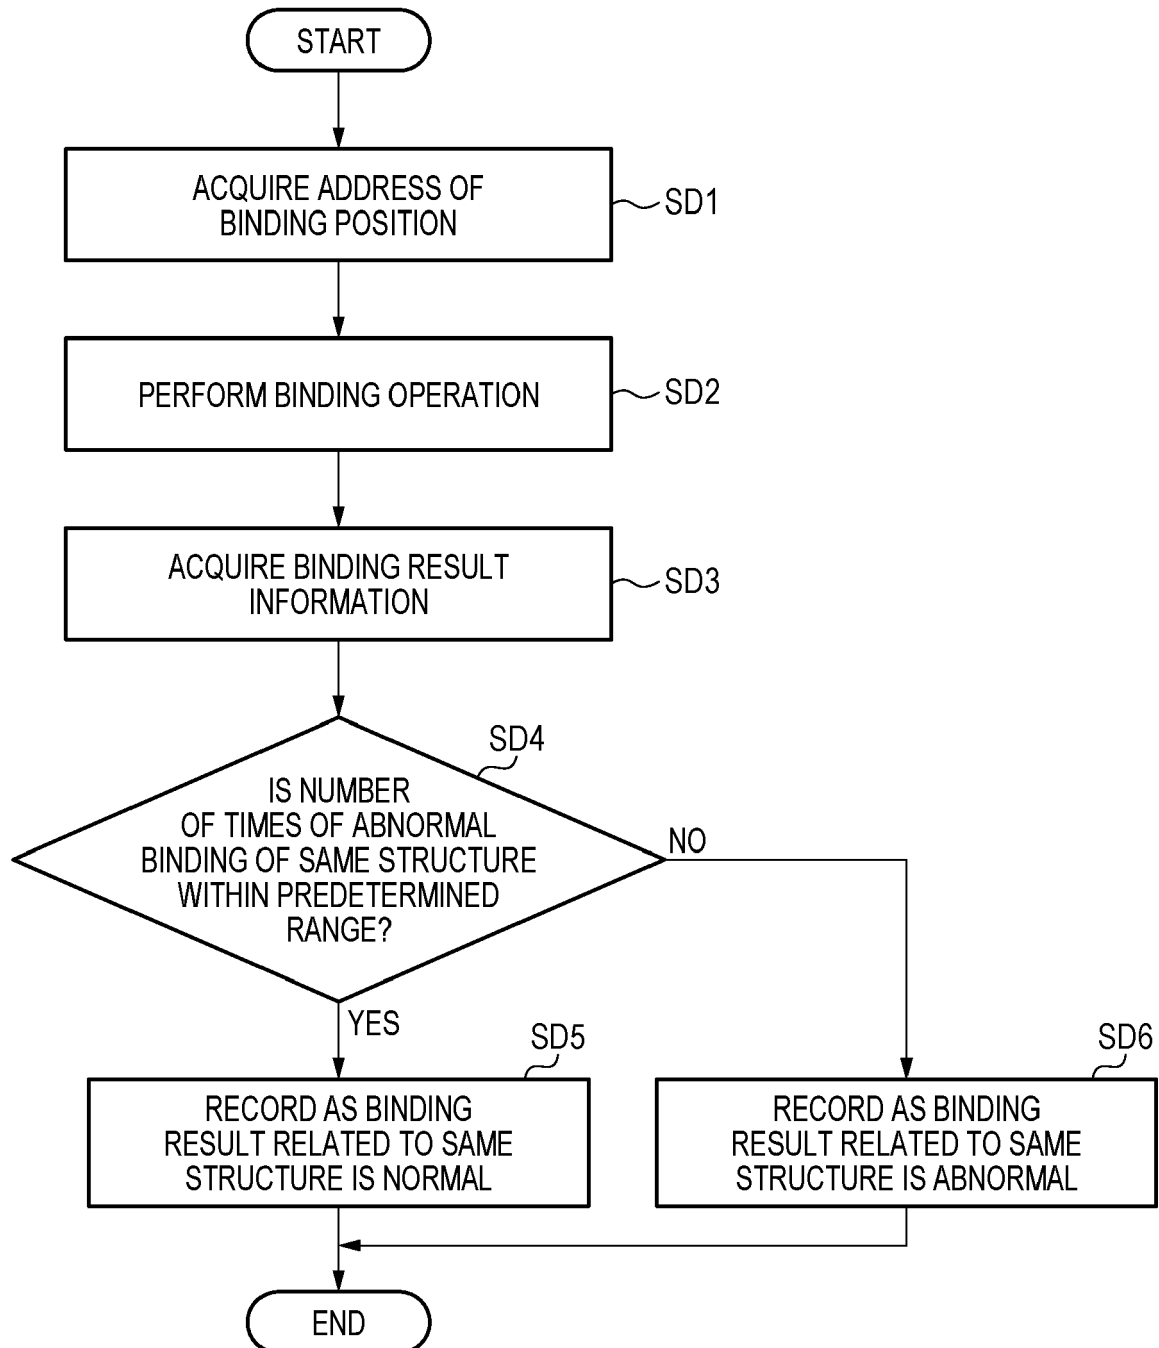 START
ACQUIRE ADDRESS OF
BINDING POSITION
SD1
PERFORM BINDING OPERATION
SD2
ACQUIRE BINDING RESULT
INFORMATION
SD3
SD4
IS NUMBER
OF TIMES OF ABNORMAL
BINDING OF SAME STRUCTURE
WITHIN PREDETERMINED
RANGE?
NO
YES
SD5
RECORD AS BINDING
RESULT RELATED TO SAME
STRUCTURE IS NORMAL
SD6
RECORD AS BINDING
RESULT RELATED TO SAME
STRUCTURE IS ABNORMAL
END